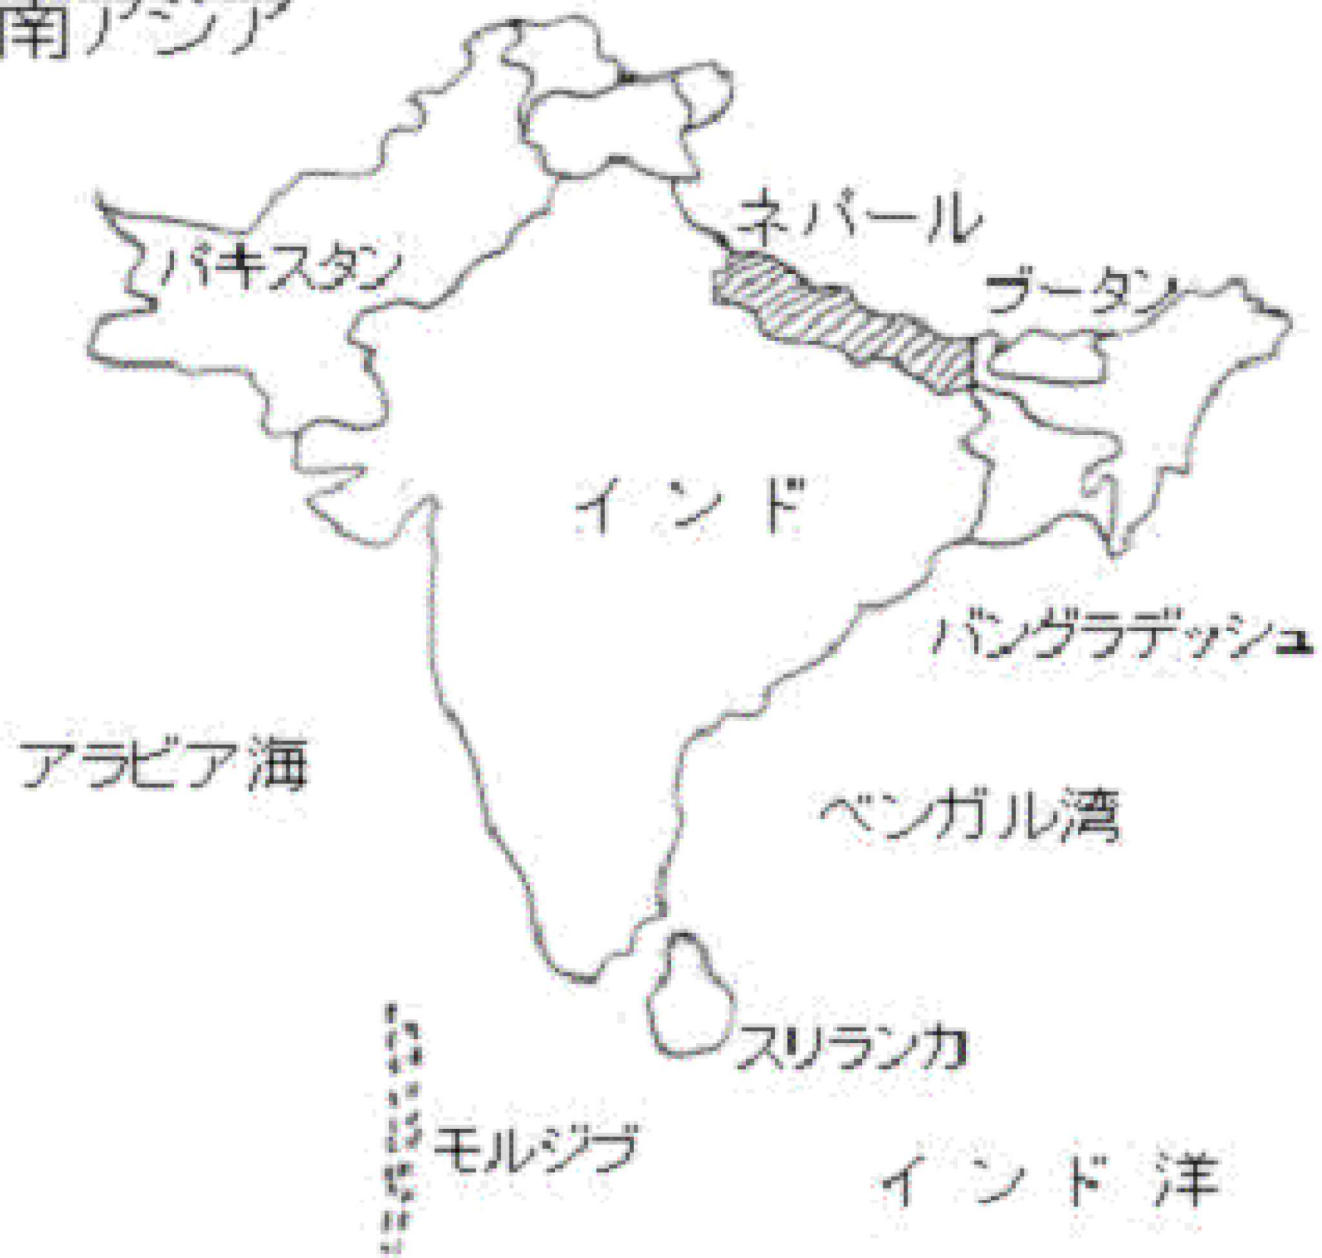 南アジア
ネパール
パキスタン
ブータン
インド
バングラデッシュ
アラビア海
ベンガル湾
スリランカ
モルジブ
インド洋